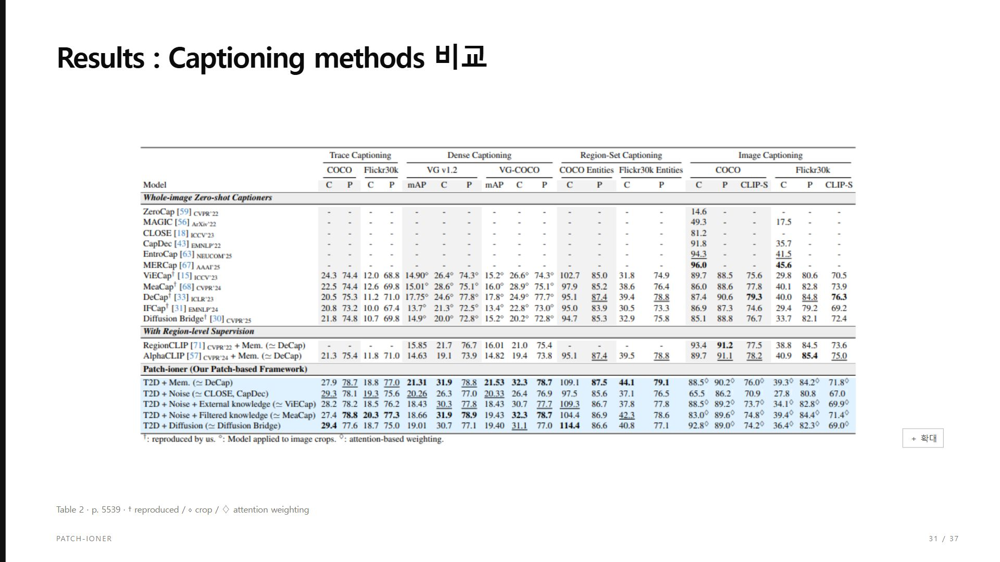 Results : Captioning methods 비교
Trace Captioning Dense Captioning Region-Set Captioning Image Captioning
COCO Flickr30k VG v1.2 VG-COCO COCO Entities Flickr30k Entities COCO Flickr30k
Model C P C P mAP C P mAP C P C P C P C P CLIP-S C P CLIP-S
Whole-image Zero-shot Captioners
ZeroCap [59] CVPR'22 - - - - - - - - - - - - - - 14.6 - - - - -
MAGIC [56] ArXiv'22 - - - - - - - - - - - - - - 49.3 - - 17.5 - -
CLOSE [18] ICCV'23 - - - - - - - - - - - - - - 81.2 - - - - -
CapDec [43] EMNLP'22 - - - - - - - - - - - - - - 91.8 - - 35.7 - -
EntroCap [63] NEUCOM'25 - - - - - - - - - - - - - - 94.3 - - 41.5 - -
MERCap [67] AAAI'25 - - - - - - - - - - - - - - 96.0 - - 45.6 - -
ViECap† [15] ICCV'23 24.3 74.4 12.0 68.8 14.90° 26.4° 74.3° 15.2° 26.6° 74.3° 102.7 85.0 31.8 74.9 89.7 88.5 75.6 29.8 80.6 70.5
MeaCap† [68] CVPR'24 22.5 74.4 12.6 69.8 15.01° 28.6° 75.1° 16.0° 28.9° 75.1° 97.9 85.2 38.6 76.4 86.0 88.6 77.8 40.1 82.8 73.9
DeCap† [33] ICLR'23 20.5 75.3 11.2 71.0 17.75° 24.6° 77.8° 17.8° 24.9° 77.7° 95.1 87.4 39.4 78.8 87.4 90.6 79.3 40.0 84.8 76.3
IFCap† [31] EMNLP'24 20.8 73.2 10.0 67.4 13.7° 21.3° 72.5° 13.4° 22.8° 73.0° 95.0 83.9 30.5 73.3 86.9 87.3 74.6 29.4 79.2 69.2
Diffusion Bridge† [30] CVPR'25 21.8 74.8 10.7 69.8 14.9° 20.0° 72.8° 15.2° 20.2° 72.8° 94.7 85.3 32.9 75.8 85.1 88.8 76.7 33.7 82.1 72.4
With Region-level Supervision
RegionCLIP [71] CVPR'22 + Mem. (≃ DeCap) - - - - 15.85 21.7 76.7 16.01 21.0 75.4 - - - - 93.4 91.2 77.5 38.8 84.5 73.6
AlphaCLIP [57] CVPR'24 + Mem. (≃ DeCap) 21.3 75.4 11.8 71.0 14.63 19.1 73.9 14.82 19.4 73.8 95.1 87.4 39.5 78.8 89.7 91.1 78.2 40.9 85.4 75.0
Patch-ioner (Our Patch-based Framework)
T2D + Mem. (≃ DeCap) 27.9 78.7 18.8 77.0 21.31 31.9 78.8 21.53 32.3 78.7 109.1 87.5 44.1 79.1 88.5◊ 90.2◊ 76.0◊ 39.3◊ 84.2◊ 71.8◊
T2D + Noise (≃ CLOSE, CapDec) 29.3 78.1 19.3 75.6 20.26 26.3 77.0 20.33 26.4 76.9 97.5 85.6 37.1 76.5 65.5 86.2 70.9 27.8 80.8 67.0
T2D + Noise + External knowledge (≃ ViECap) 28.2 78.2 18.5 76.2 18.43 30.3 77.8 18.43 30.7 77.7 109.3 86.7 37.8 77.8 88.5◊ 89.2◊ 73.7◊ 34.1◊ 82.8◊ 69.9◊
T2D + Noise + Filtered knowledge (≃ MeaCap) 27.4 78.8 20.3 77.3 18.66 31.9 78.9 19.43 32.3 78.7 104.4 86.9 42.3 78.6 83.0◊ 89.6◊ 74.8◊ 39.4◊ 84.4◊ 71.4◊
T2D + Diffusion (≃ Diffusion Bridge) 29.4 77.6 18.7 75.0 19.01 30.7 77.1 19.40 31.1 77.0 114.4 86.6 40.8 77.1 92.8◊ 89.0◊ 74.2◊ 36.4◊ 82.3◊ 69.0◊
†: reproduced by us. °: Model applied to image crops. ◊: attention-based weighting.
+ 확대
Table 2 · p. 5539 · † reproduced / ⋄ crop / ♢ attention weighting
PATCH-IONER
31 / 37